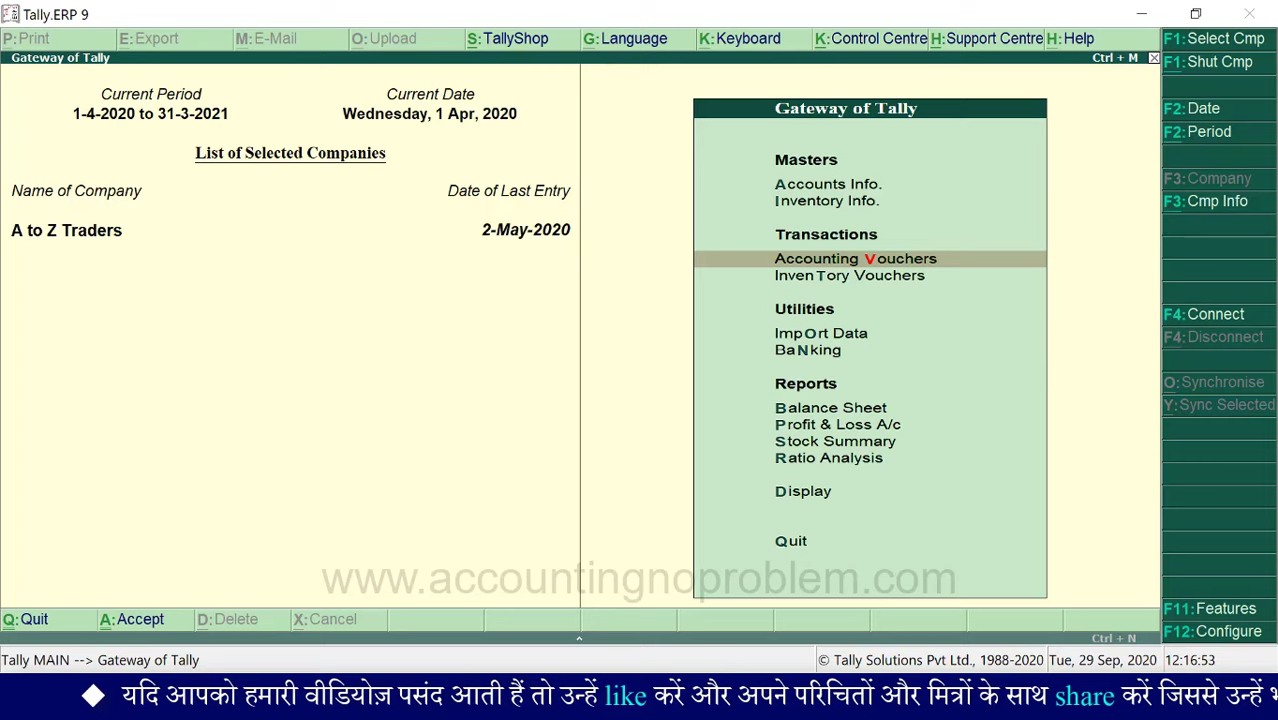 Tally.ERP 9
P:Print E:Export M:E-Mail O:Upload S:TallyShop G:Language K:Keyboard K:Control Centre H:Support Centre H:Help
Gateway of Tally Ctrl + M
Current Period Current Date
1-4-2020 to 31-3-2021 Wednesday, 1 Apr, 2020
List of Selected Companies
Name of Company Date of Last Entry
A to Z Traders 2-May-2020
Gateway of Tally
Masters
Accounts Info.
Inventory Info.
Transactions
Accounting Vouchers
InvenTory Vouchers
Utilities
ImpOrt Data
BaNking
Reports
Balance Sheet
Profit & Loss A/c
Stock Summary
Ratio Analysis
Display
Quit
F1:Select Cmp
F1:Shut Cmp
F2:Date
F2:Period
F3:Company
F3:Cmp Info
F4:Connect
F4:Disconnect
O:Synchronise
Y:Sync Selected
F11:Features
F12:Configure
www.accountingnoproblem.com
Q:Quit A:Accept D:Delete X:Cancel
Ctrl + N
Tally MAIN --> Gateway of Tally © Tally Solutions Pvt Ltd., 1988-2020 Tue, 29 Sep, 2020 12:16:53
यदि आपको हमारी वीडियोज़ पसंद आती हैं तो उन्हें like करें और अपने परिचितों और मित्रों के साथ share करें जिससे उन्हें